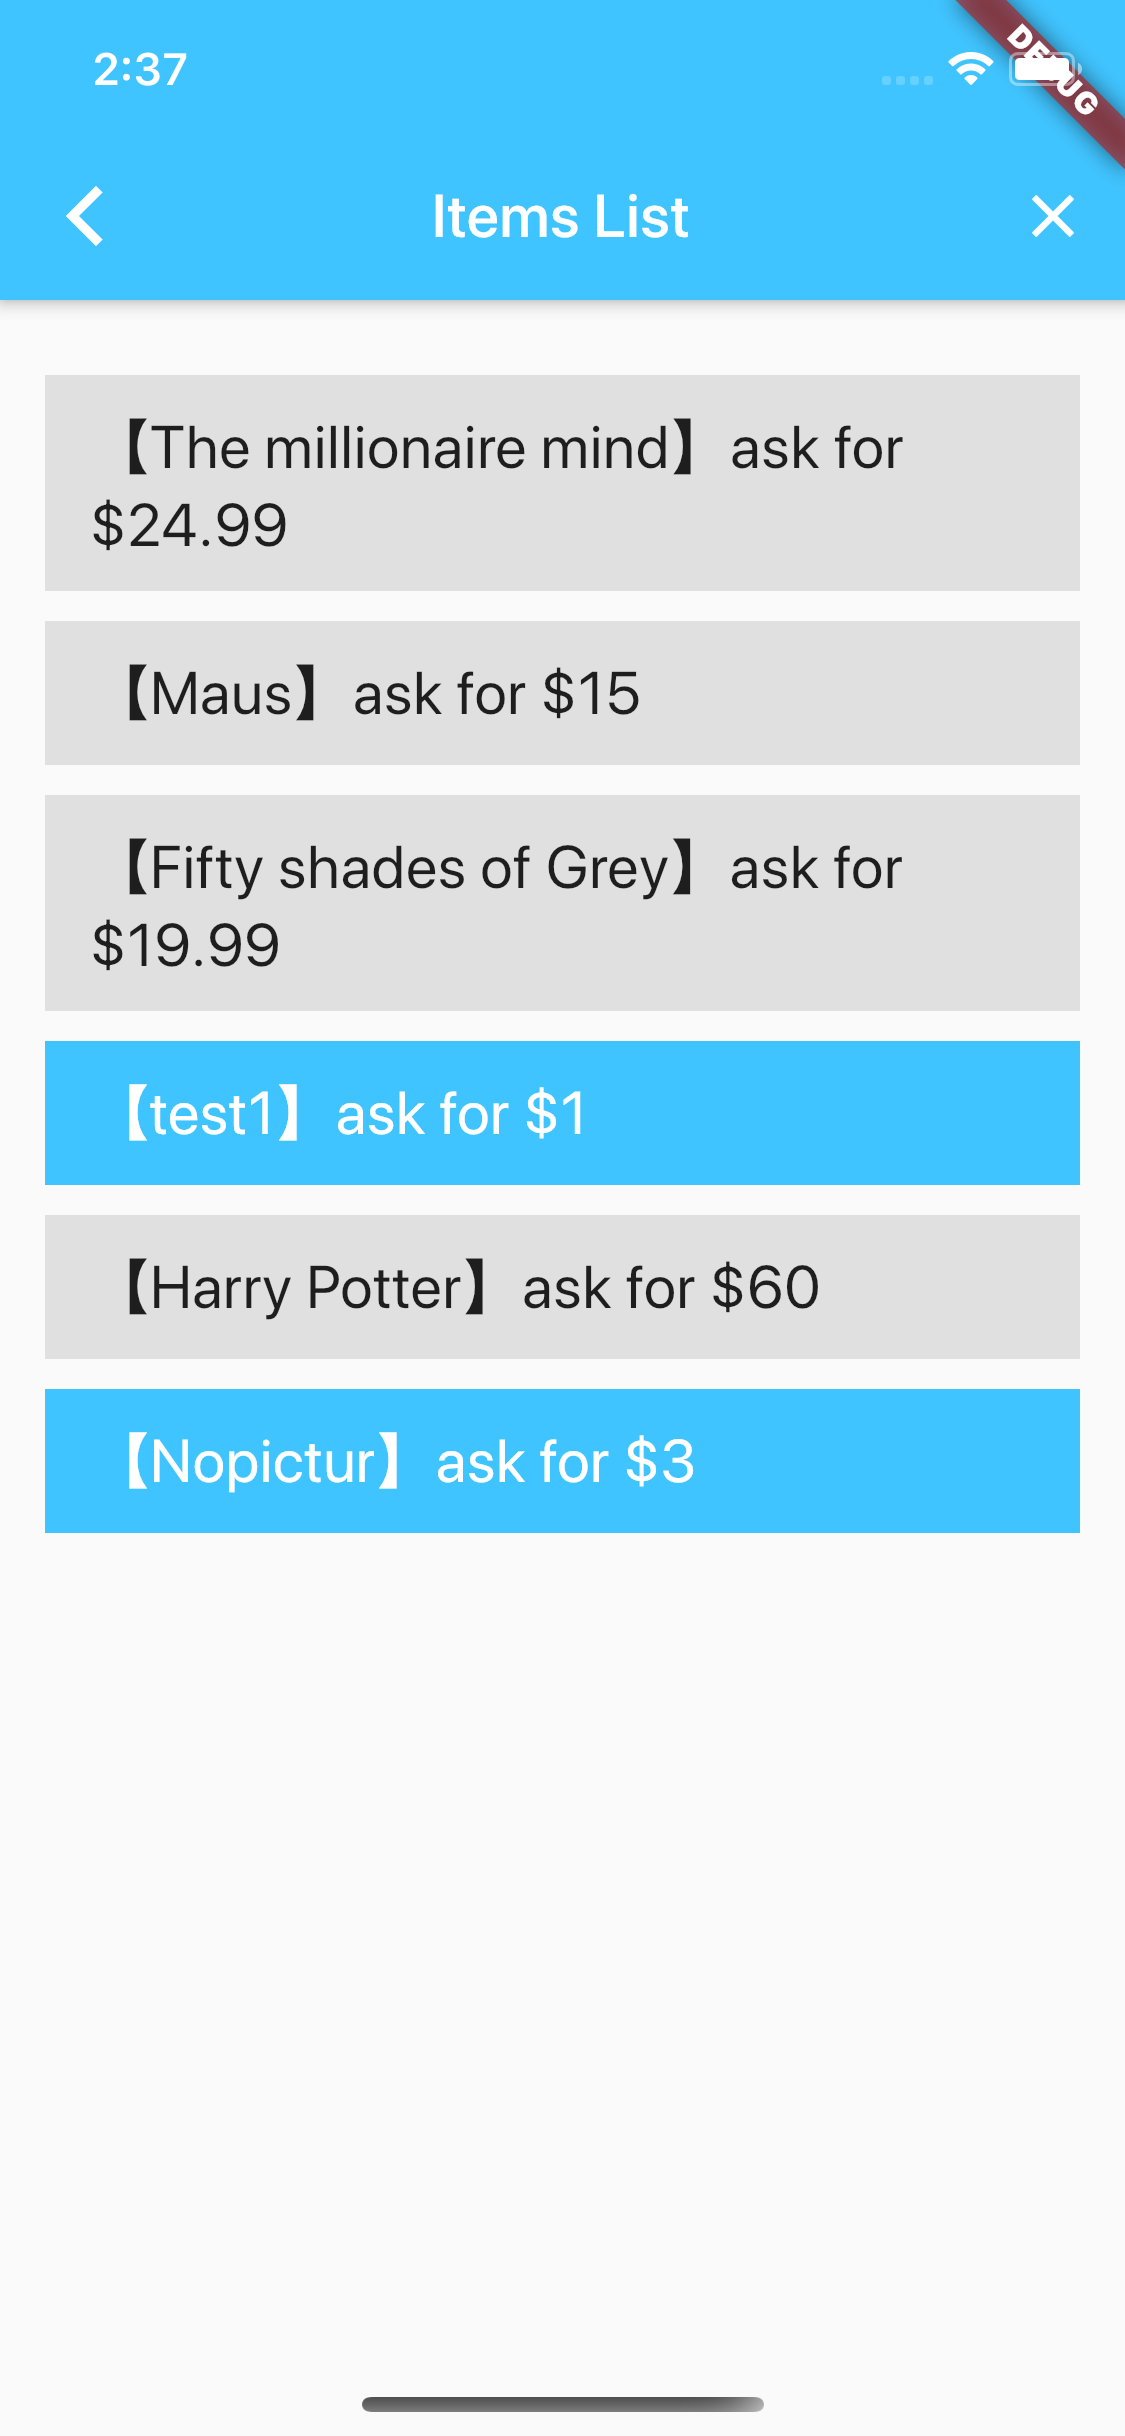 2:37
DEBUG
Items List
【The millionaire mind】 ask for
$24.99
【Maus】 ask for $15
【Fifty shades of Grey】 ask for
$19.99
【test1】 ask for $1
【Harry Potter】 ask for $60
【Nopictur】 ask for $3